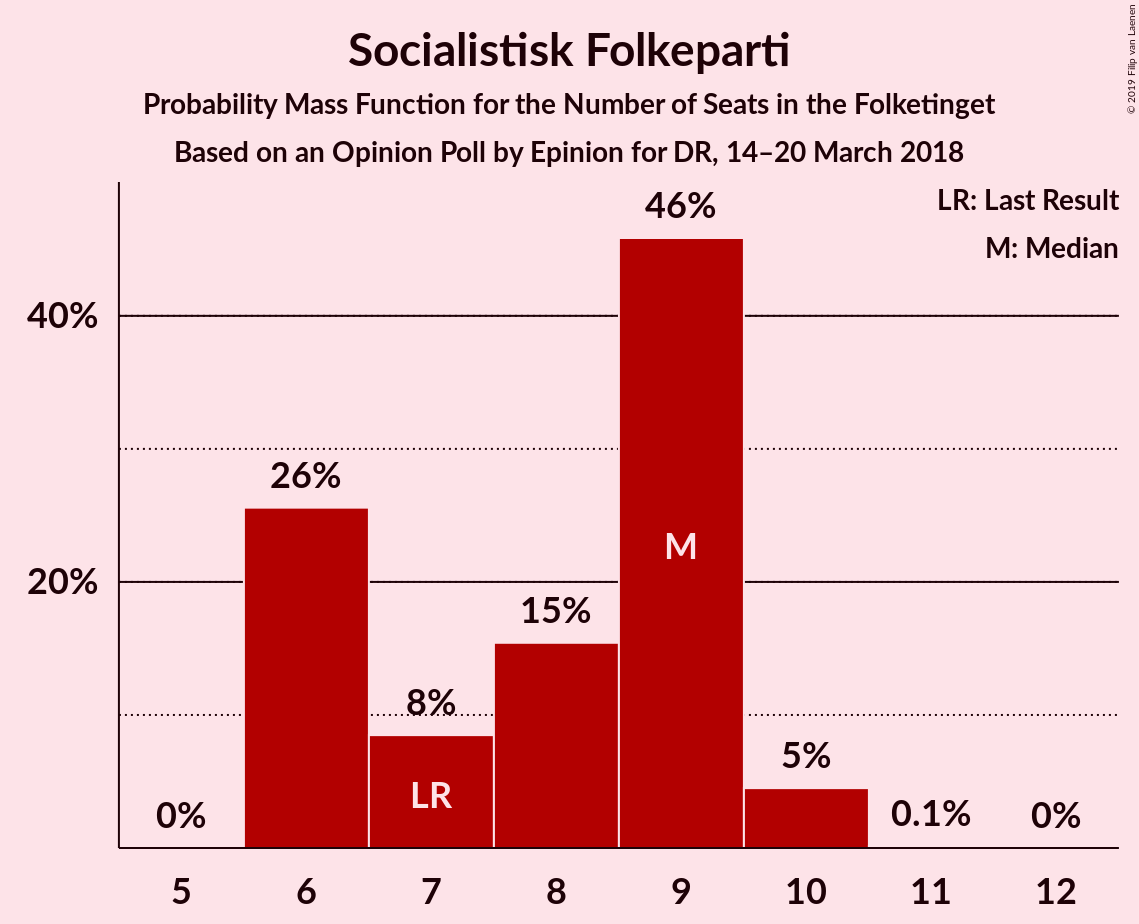 Socialistisk Folkeparti
Probability Mass Function for the Number of Seats in the Folketinget
Based on an Opinion Poll by Epinion for DR, 14–20 March 2018
© 2019 Filip van Laenen
LR: Last Result
M: Median
46%
40%
26%
M
20%
15%
8%
5%
LR
0%
0.1%
0%
5 6 7 8 9 10 11 12